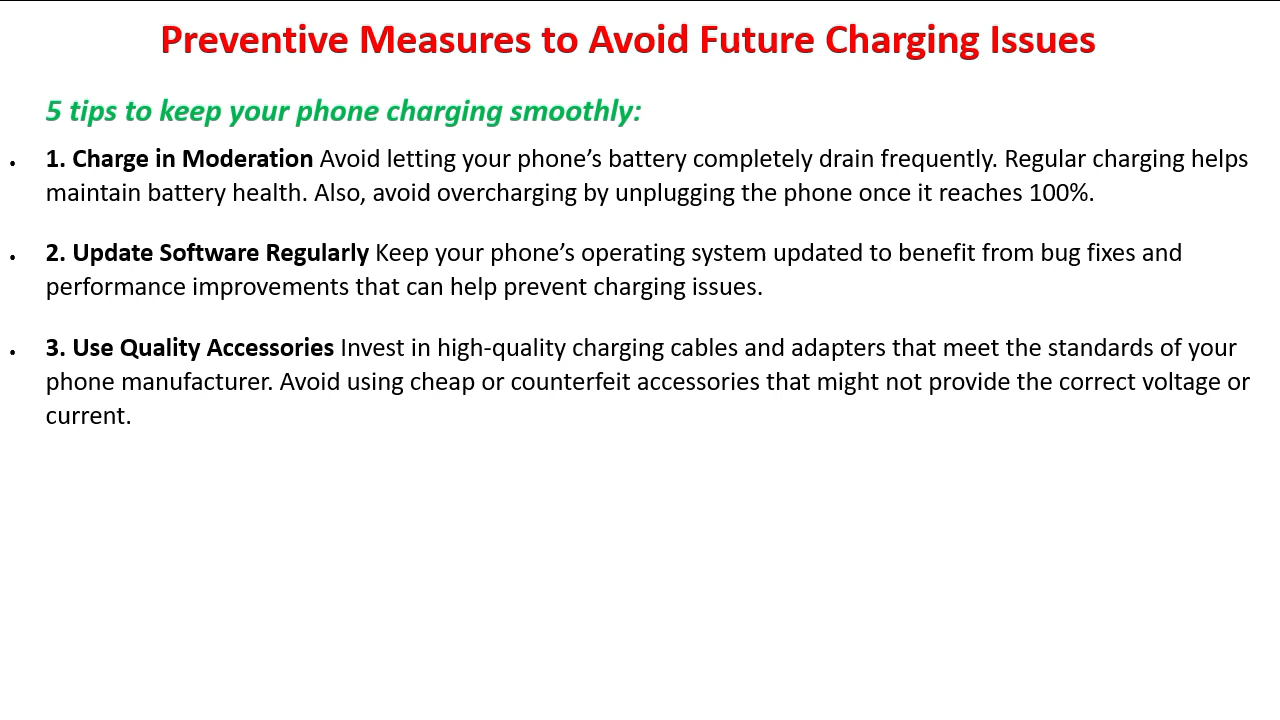 Preventive Measures to Avoid Future Charging Issues
5 tips to keep your phone charging smoothly:
• 1. Charge in Moderation Avoid letting your phone’s battery completely drain frequently. Regular charging helps
maintain battery health. Also, avoid overcharging by unplugging the phone once it reaches 100%.
• 2. Update Software Regularly Keep your phone’s operating system updated to benefit from bug fixes and
performance improvements that can help prevent charging issues.
• 3. Use Quality Accessories Invest in high-quality charging cables and adapters that meet the standards of your
phone manufacturer. Avoid using cheap or counterfeit accessories that might not provide the correct voltage or
current.